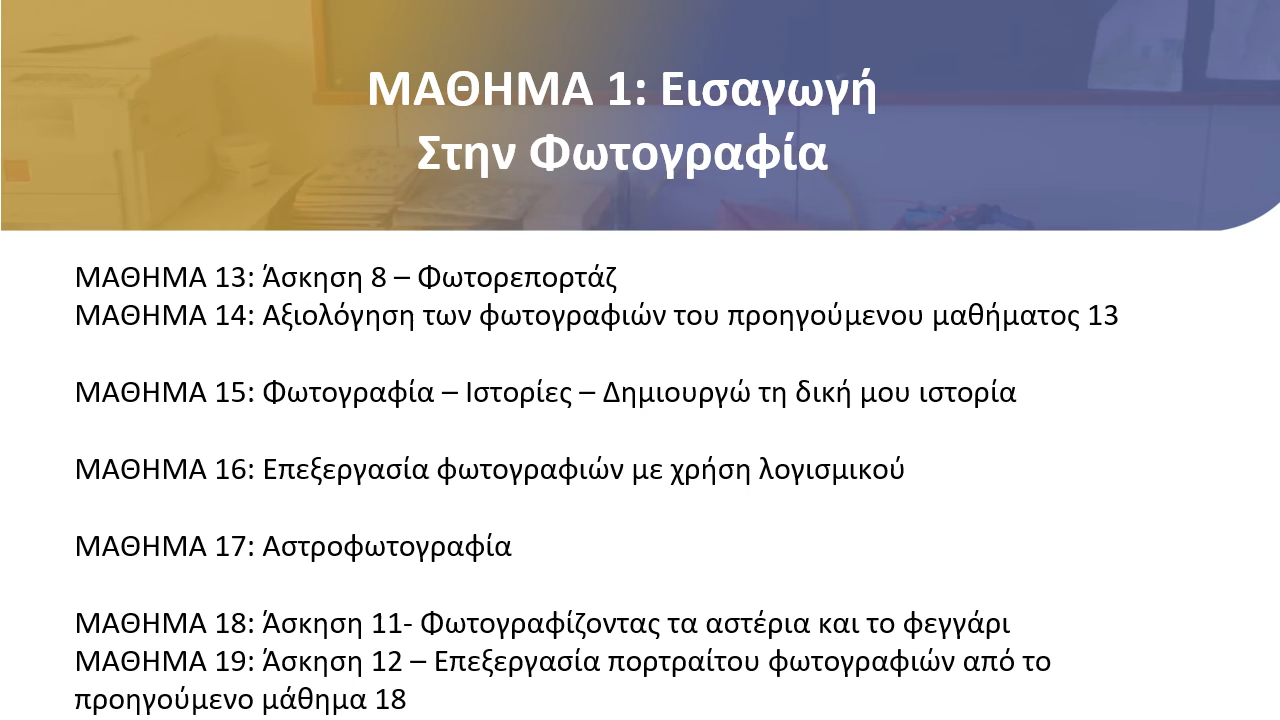 ΜΑΘΗΜΑ 1: Εισαγωγή
Στην Φωτογραφία
ΜΑΘΗΜΑ 13: Άσκηση 8 – Φωτορεπορτάζ
ΜΑΘΗΜΑ 14: Αξιολόγηση των φωτογραφιών του προηγούμενου μαθήματος 13
ΜΑΘΗΜΑ 15: Φωτογραφία – Ιστορίες – Δημιουργώ τη δική μου ιστορία
ΜΑΘΗΜΑ 16: Επεξεργασία φωτογραφιών με χρήση λογισμικού
ΜΑΘΗΜΑ 17: Αστροφωτογραφία
ΜΑΘΗΜΑ 18: Άσκηση 11- Φωτογραφίζοντας τα αστέρια και το φεγγάρι
ΜΑΘΗΜΑ 19: Άσκηση 12 – Επεξεργασία πορτραίτου φωτογραφιών από το
προηγούμενο μάθημα 18